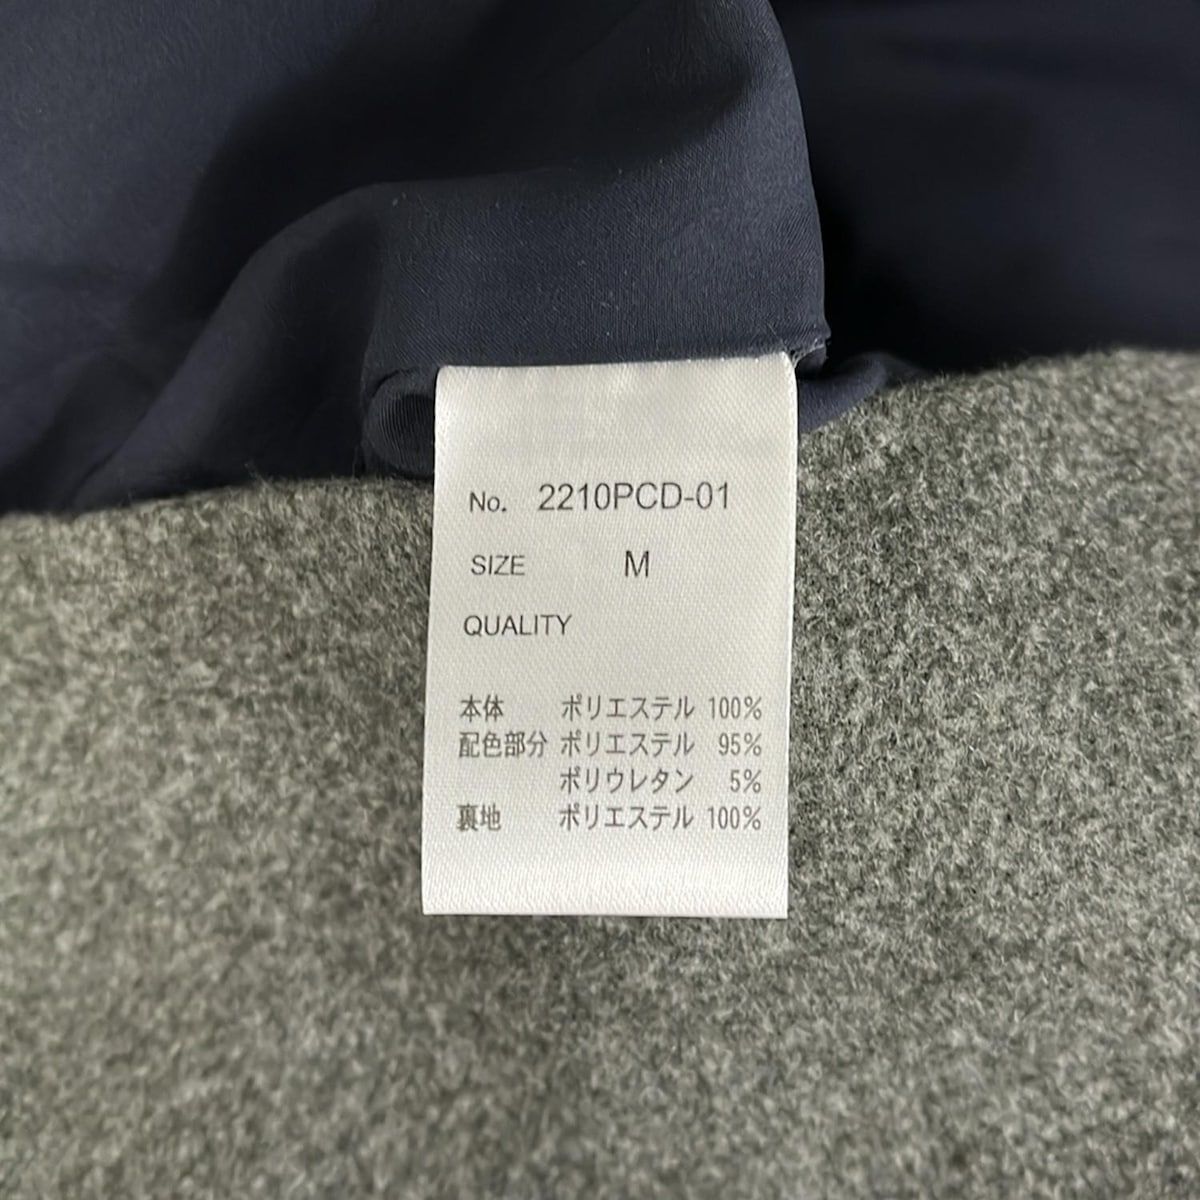 No. 2210PCD-01
SIZE M
QUALITY
本体 ポリエステル 100%
配色部分 ポリエステル 95%
ポリウレタン 5%
裏地 ポリエステル 100%